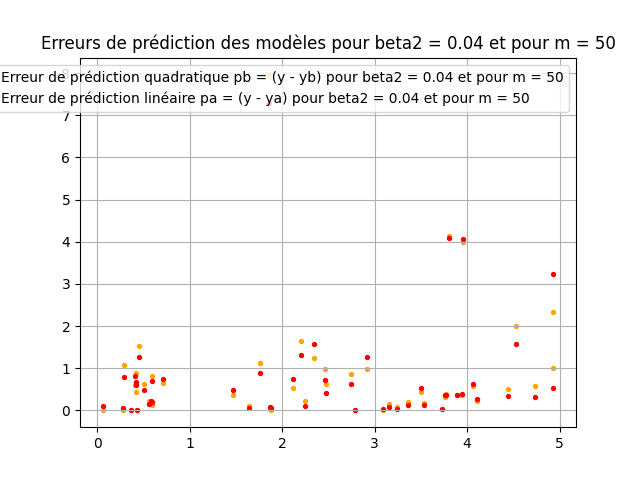 Erreurs de prédiction des modèles pour beta2 = 0.04 et pour m = 50
8
Erreur de prédiction quadratique pb = (y - yb) pour beta2 = 0.04 et pour m = 50
Erreur de prédiction linéaire pa = (y - ya) pour beta2 = 0.04 et pour m = 50
7
6
5
4
3
2
1
0
0 1 2 3 4 5